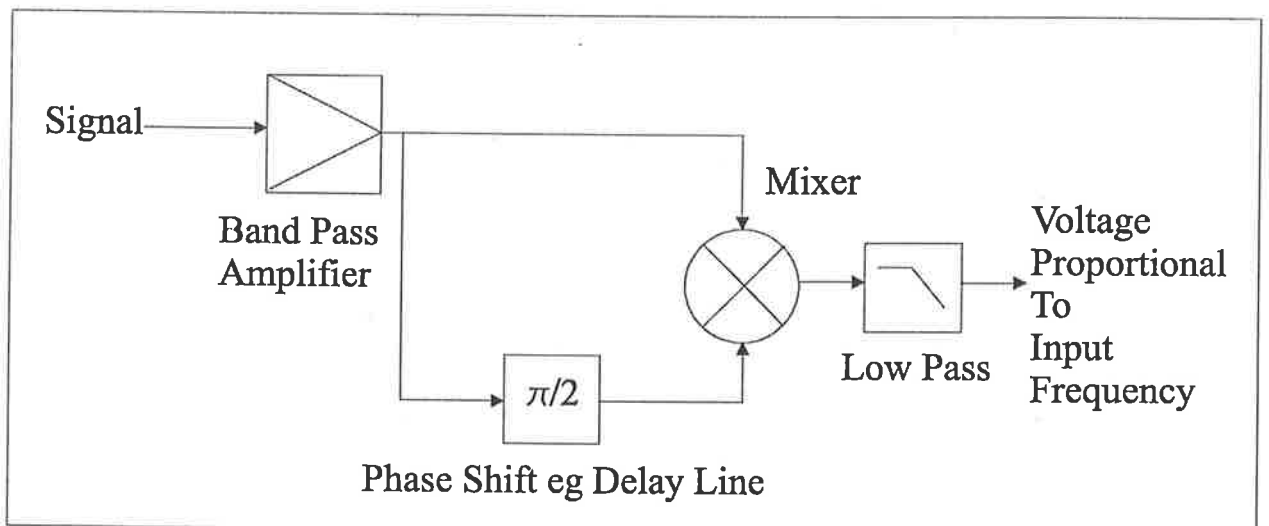 Signal
Band Pass
Amplifier
Mixer
π/2
Phase Shift eg Delay Line
Low Pass
Voltage
Proportional
To
Input
Frequency